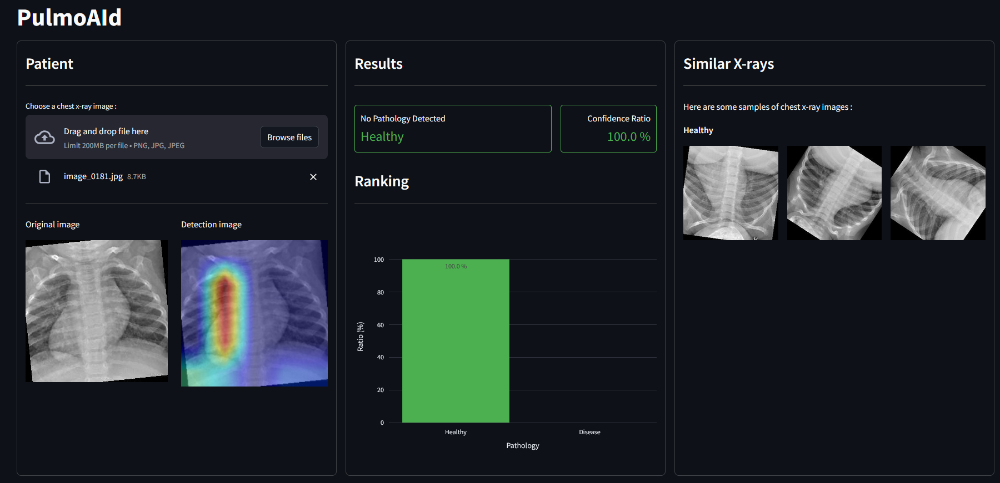 PulmoAId
Patient
Choose a chest x-ray image :
Drag and drop file here
Limit 200MB per file • PNG, JPG, JPEG
Browse files
image_0181.jpg 8.7KB
Original image
Detection image
Results
No Pathology Detected
Healthy
Confidence Ratio
100.0 %
Ranking
100
80
60
40
20
0
Ratio (%)
100.0 %
Healthy
Disease
Pathology
Similar X-rays
Here are some samples of chest x-ray images :
Healthy